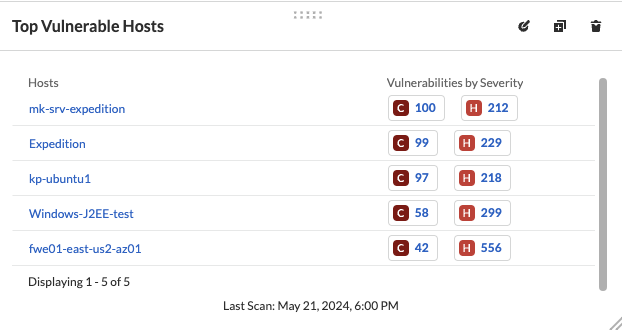 Top Vulnerable Hosts
Hosts Vulnerabilities by Severity
mk-srv-expedition C 100 H 212
Expedition C 99 H 229
kp-ubuntu1 C 97 H 218
Windows-J2EE-test C 58 H 299
fwe01-east-us2-az01 C 42 H 556
Displaying 1 - 5 of 5
Last Scan: May 21, 2024, 6:00 PM